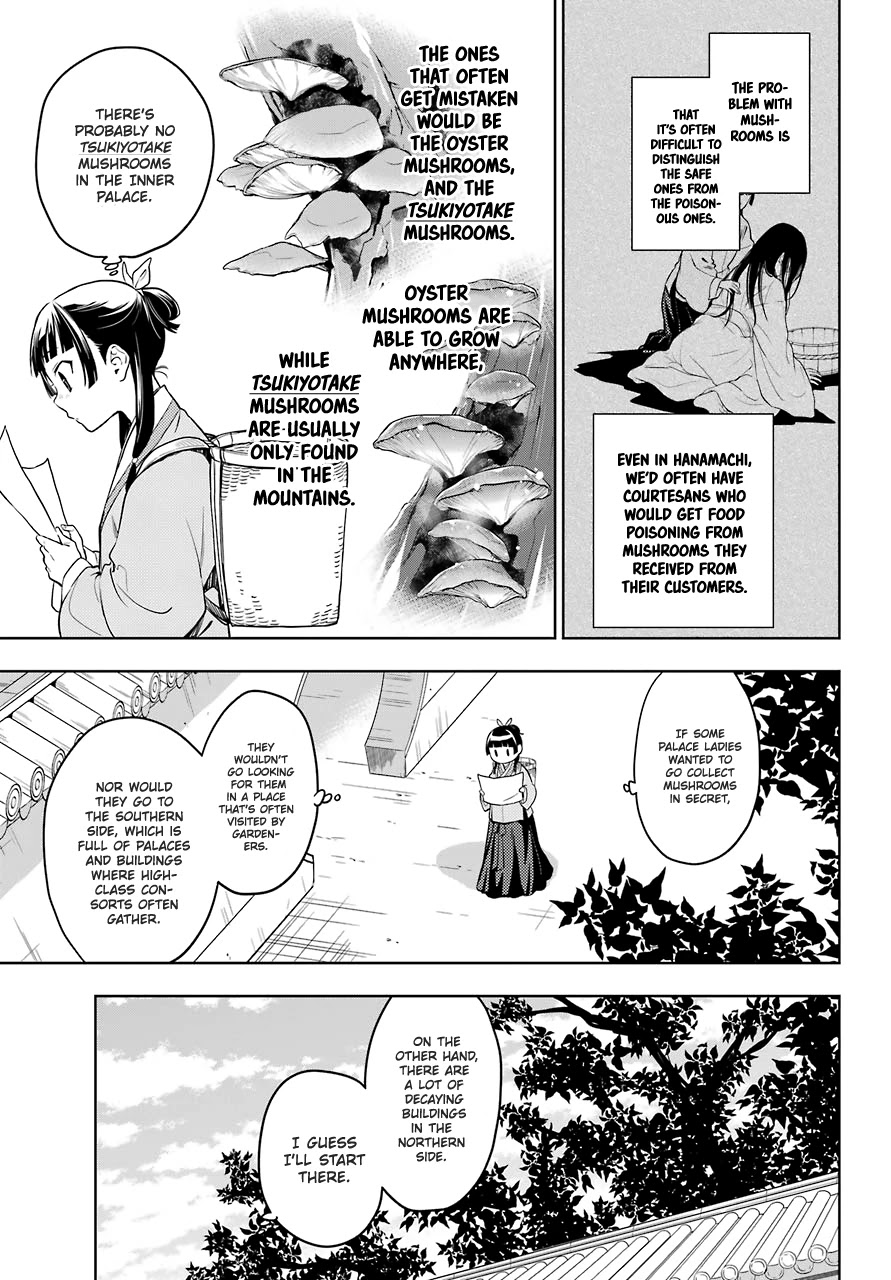 THE PRO-
BLEM WITH
MUSH-
ROOMS IS
THAT
IT'S OFTEN
DIFFICULT TO
DISTINGUISH
THE SAFE
ONES FROM
THE POISON-
OUS ONES.
EVEN IN HANAMACHI,
WE'D OFTEN HAVE
COURTESANS WHO
WOULD GET FOOD
POISONING FROM
MUSHROOMS THEY
RECEIVED FROM
THEIR CUSTOMERS.
THE ONES
THAT OFTEN
GET MISTAKEN
WOULD BE
THE OYSTER
MUSHROOMS,
AND THE
TSUKIYOTAKE
MUSHROOMS.
OYSTER
MUSHROOMS ARE
ABLE TO GROW
ANYWHERE,
WHILE
TSUKIYOTAKE
MUSHROOMS
ARE USUALLY
ONLY FOUND
IN THE
MOUNTAINS.
THERE'S
PROBABLY NO
TSUKIYOTAKE
MUSHROOMS
IN THE INNER
PALACE.
IF SOME
PALACE LADIES
WANTED TO
GO COLLECT
MUSHROOMS
IN SECRET,
THEY
WOULDN'T
GO LOOKING
FOR THEM
IN A PLACE
THAT'S OFTEN
VISITED BY
GARDEN-
ERS.
NOR WOULD
THEY GO TO THE
SOUTHERN
SIDE, WHICH IS
FULL OF PALACES
AND BUILDINGS
WHERE HIGH-
CLASS CON-
SORTS OFTEN
GATHER.
ON THE
OTHER HAND,
THERE ARE
A LOT OF
DECAYING
BUILDINGS
IN THE
NORTHERN
SIDE.
I GUESS
I'LL START
THERE.